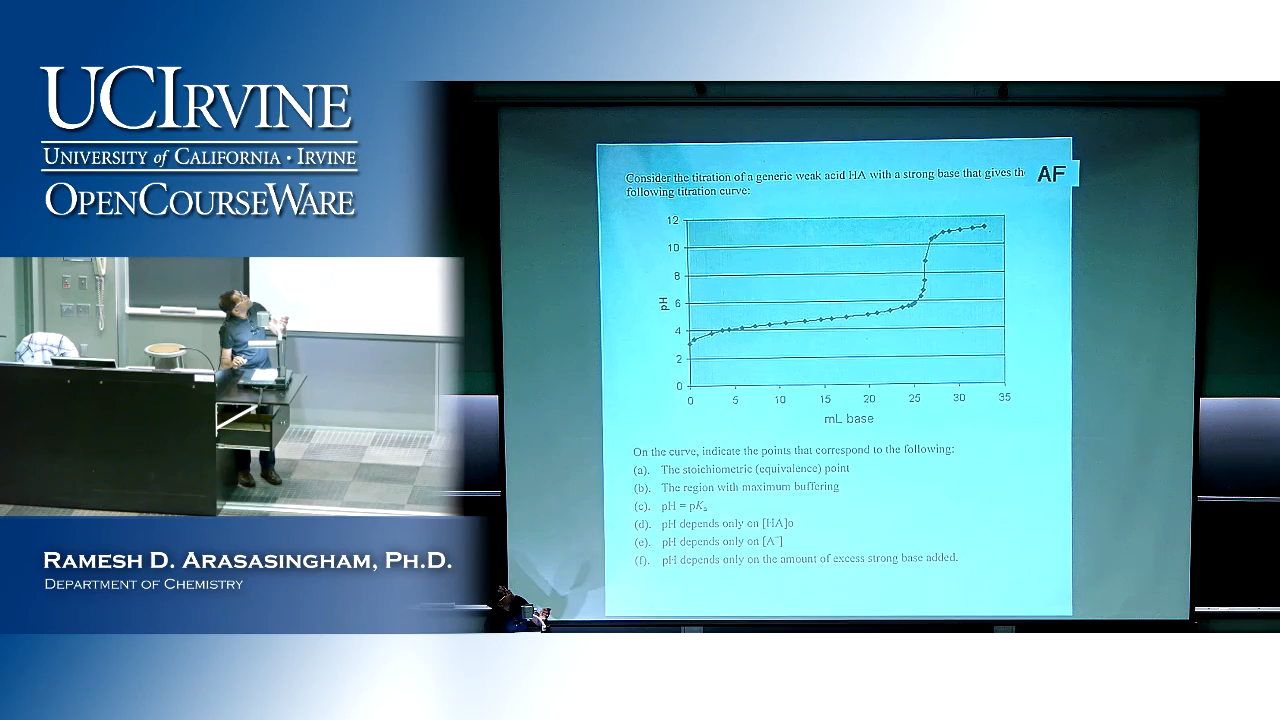 UCIRVINE
UNIVERSITY of CALIFORNIA · IRVINE
OPENCOURSEWARE
RAMESH D. ARASASINGHAM, PH.D.
DEPARTMENT OF CHEMISTRY
Consider the titration of a generic weak acid HA with a strong base that gives th
AF
following titration curve:
12
10
8
6
4
2
0
pH
0 5 10 15 20 25 30 35
mL base
On the curve, indicate the points that correspond to the following:
(a). The stoichiometric (equivalence) point
(b). The region with maximum buffering
(c). pH = pKa
(d). pH depends only on [HA]o
(e). pH depends only on [A⁻]
(f). pH depends only on the amount of excess strong base added.